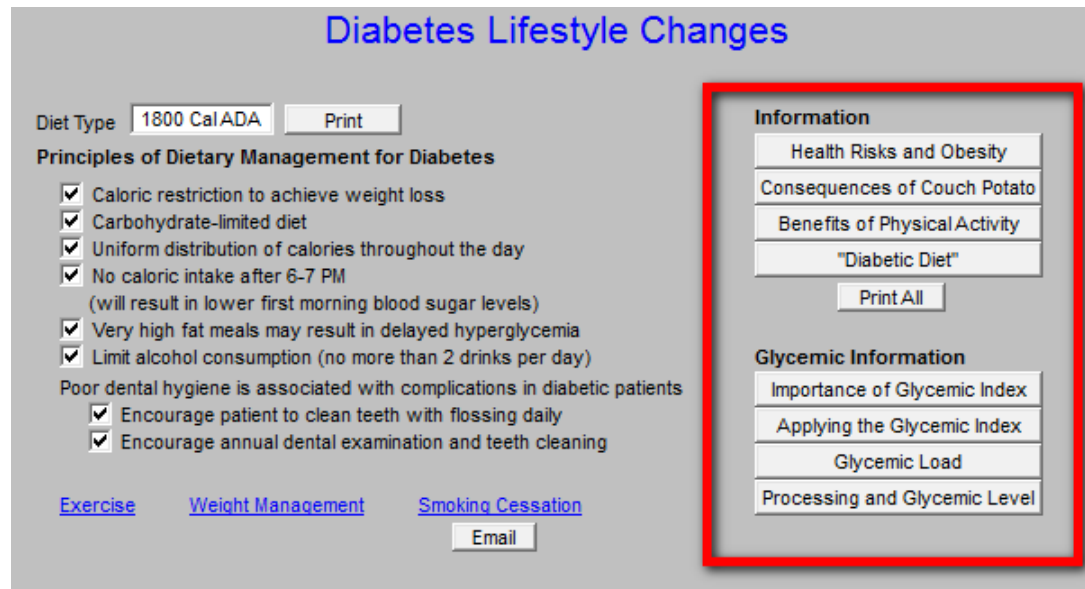 Diabetes Lifestyle Changes
Diet Type 1800 Cal ADA Print
Principles of Dietary Management for Diabetes
Caloric restriction to achieve weight loss
Carbohydrate-limited diet
Uniform distribution of calories throughout the day
No caloric intake after 6-7 PM
(will result in lower first morning blood sugar levels)
Very high fat meals may result in delayed hyperglycemia
Limit alcohol consumption (no more than 2 drinks per day)
Poor dental hygiene is associated with complications in diabetic patients
Encourage patient to clean teeth with flossing daily
Encourage annual dental examination and teeth cleaning
Exercise Weight Management Smoking Cessation
Email
Information
Health Risks and Obesity
Consequences of Couch Potato
Benefits of Physical Activity
"Diabetic Diet"
Print All
Glycemic Information
Importance of Glycemic Index
Applying the Glycemic Index
Glycemic Load
Processing and Glycemic Level